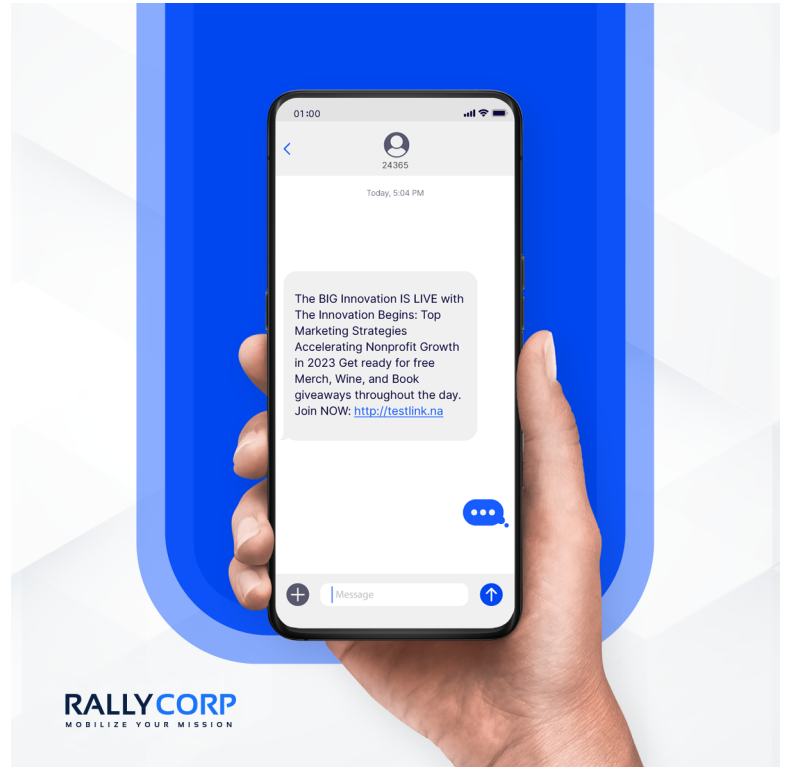 01:00
24365
Today, 5:04 PM
The BIG Innovation IS LIVE with
The Innovation Begins: Top
Marketing Strategies
Accelerating Nonprofit Growth
in 2023 Get ready for free
Merch, Wine, and Book
giveaways throughout the day.
Join NOW: http://testlink.na
Message
RALLYCORP
MOBILIZE YOUR MISSION